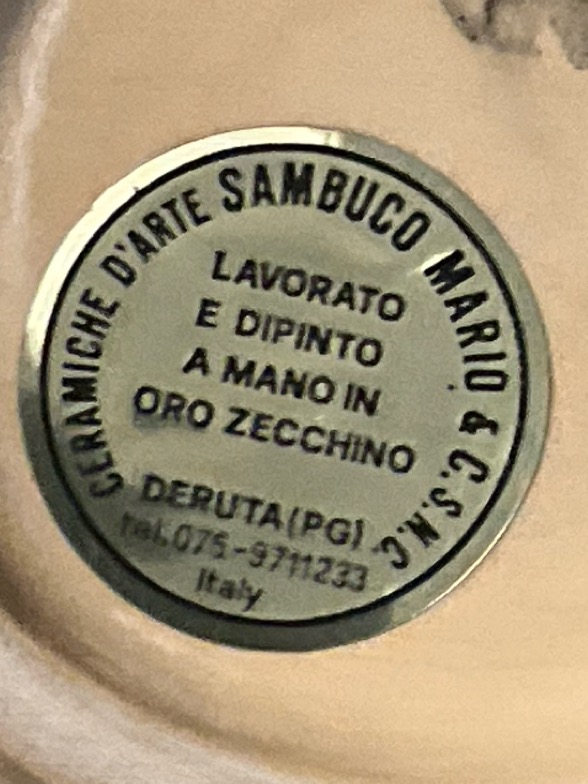 CERAMICHE D'ARTE SAMBUCO MARIO & C.S.N.C.
LAVORATO
E DIPINTO
A MANO IN
ORO ZECCHINO
DERUTA (PG)
tel.075-9711233
Italy